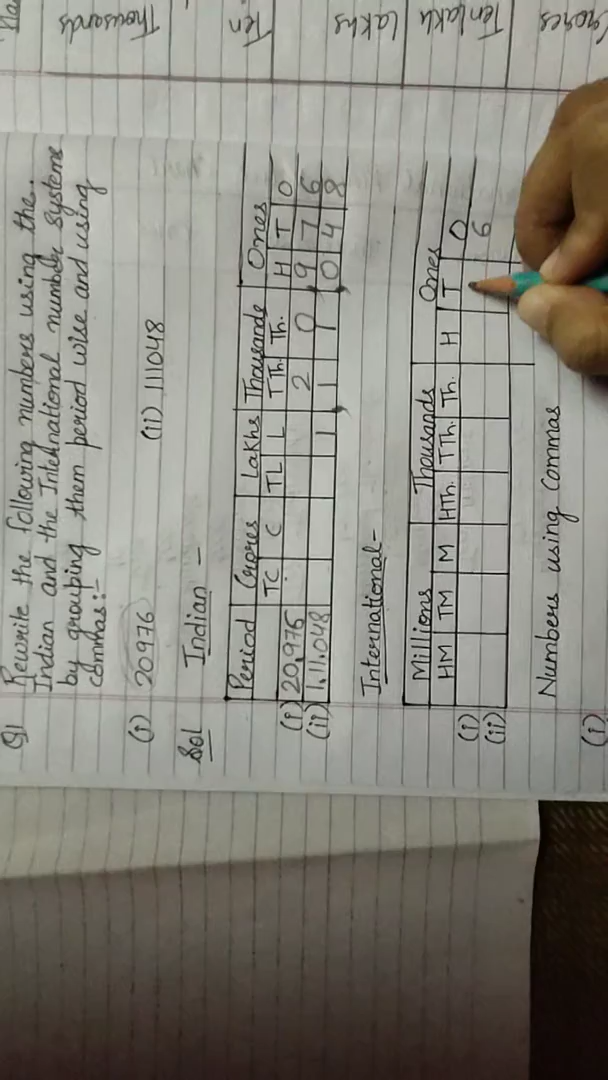 Crores
Ten lakh
lakhs
Ten
Thousands
Q1 Rewrite the following numbers using the
Indian and the International number systems
by grouping them period wise and using
commas:-
(i) 20976 (ii) 111048
Sol Indian -
Period Crores Lakhs Thousands Ones
TC C TL L T Th. Th. H T O
(i) 20,976 2 0 9 7 6
(ii) 1,11,048 1 1 1 0 4 8
International-
Millions Thousands Ones
HM TM M HTh. TTh. Th. H T O
(i) 6
(ii)
Numbers using Commas
(i)